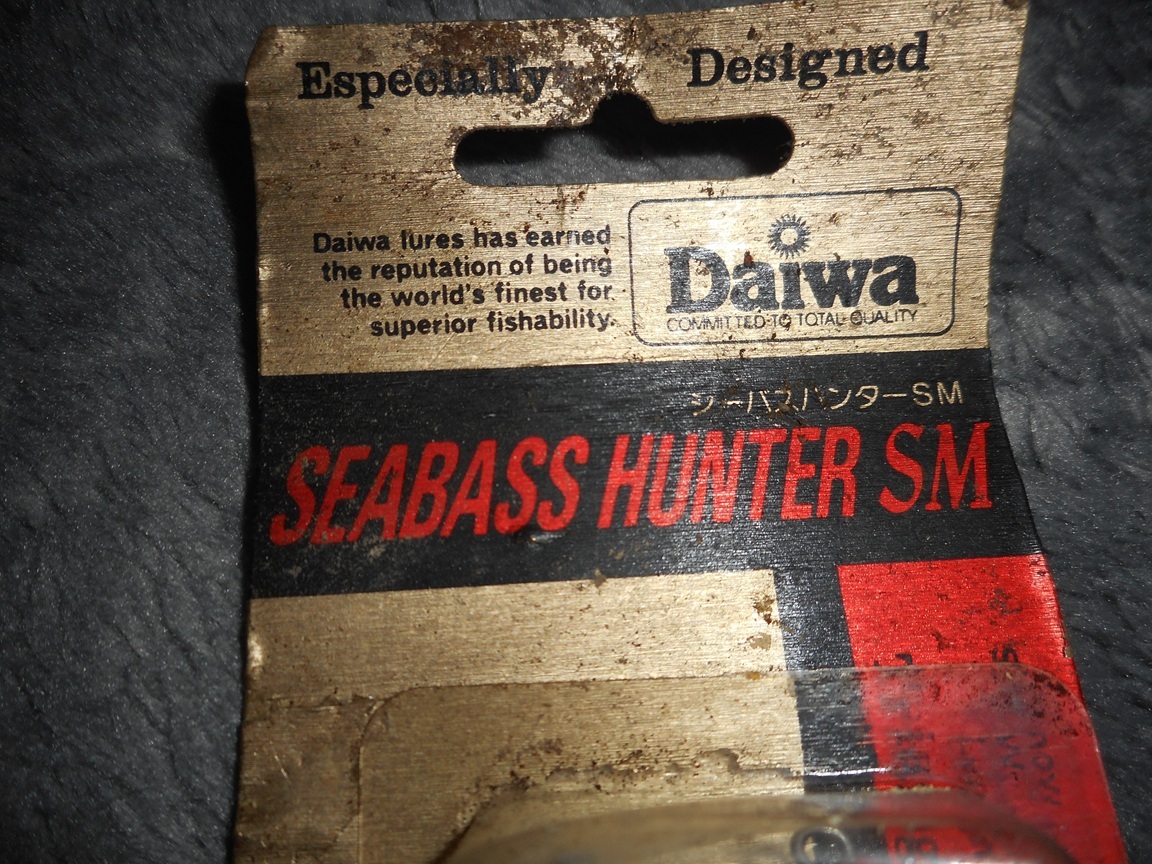 Especially Designed
Daiwa lures has earned
the reputation of being
the world's finest for
superior fishability.
Daiwa
COMMITTED TO TOTAL QUALITY
シーバスハンターSM
SEABASS HUNTER SM